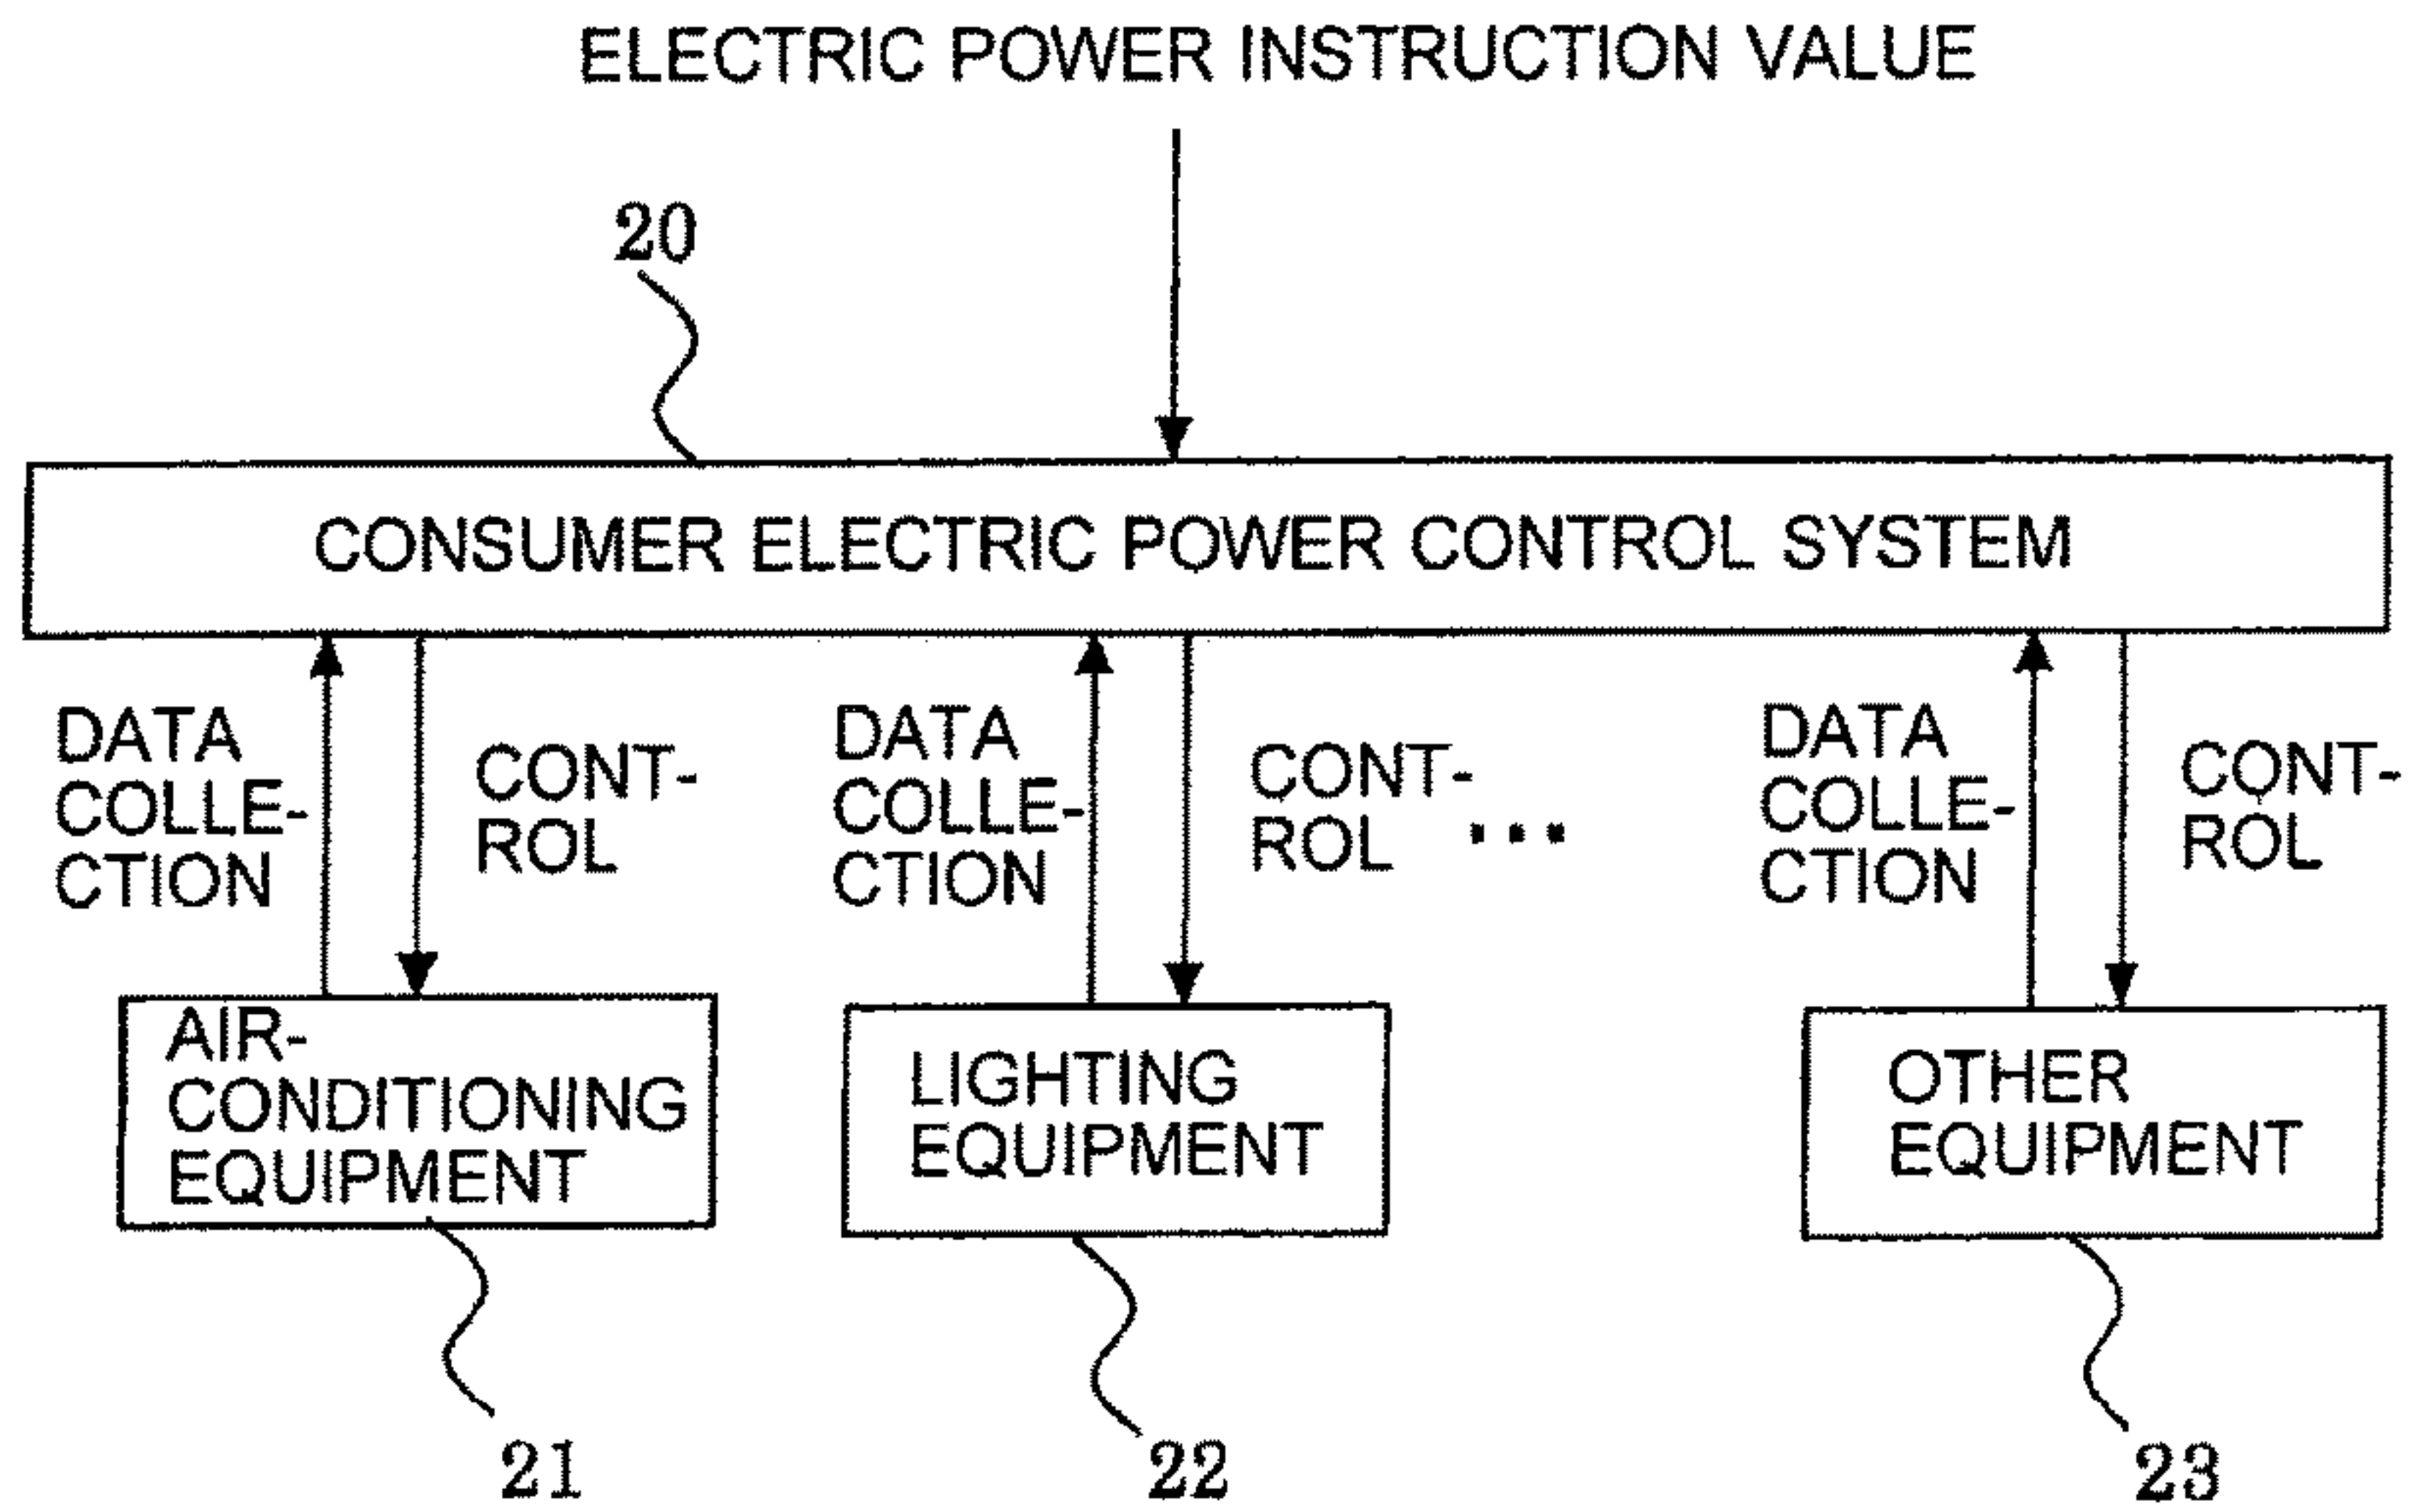 ELECTRIC POWER INSTRUCTION VALUE
20
CONSUMER ELECTRIC POWER CONTROL SYSTEM
DATA
COLLE-
CTION
CONT-
ROL
DATA
COLLE-
CTION
CONT-
ROL
...
DATA
COLLE-
CTION
CONT-
ROL
AIR-
CONDITIONING
EQUIPMENT
LIGHTING
EQUIPMENT
OTHER
EQUIPMENT
21
22
23